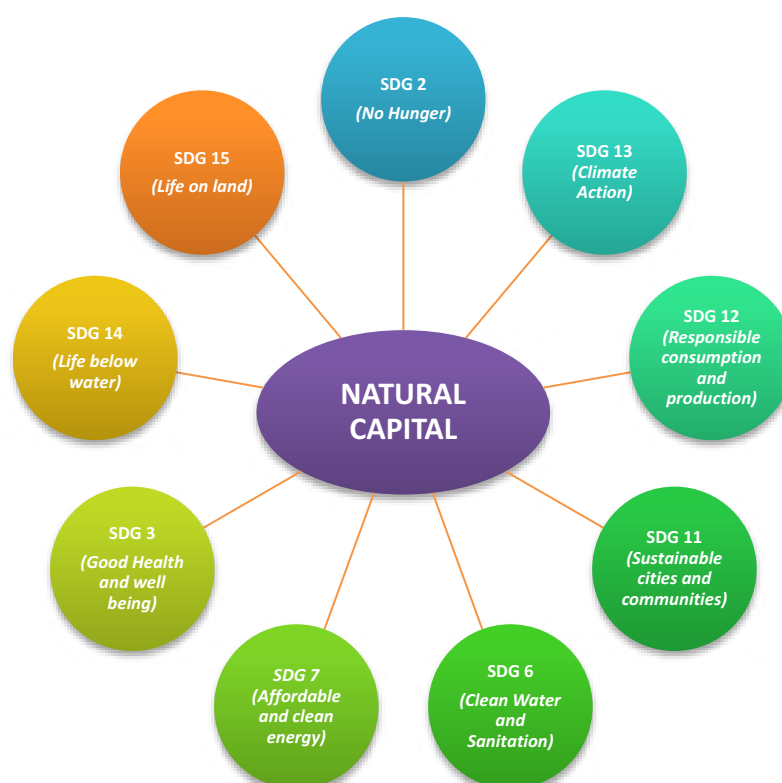 SDG 2
(No Hunger)
SDG 13
(Climate
Action)
SDG 12
(Responsible
consumption
and
production)
SDG 11
(Sustainable
cities and
communities)
SDG 6
(Clean Water
and
Sanitation)
SDG 7
(Affordable
and clean
energy)
SDG 3
(Good Health
and well
being)
SDG 14
(Life below
water)
SDG 15
(Life on land)
NATURAL
CAPITAL